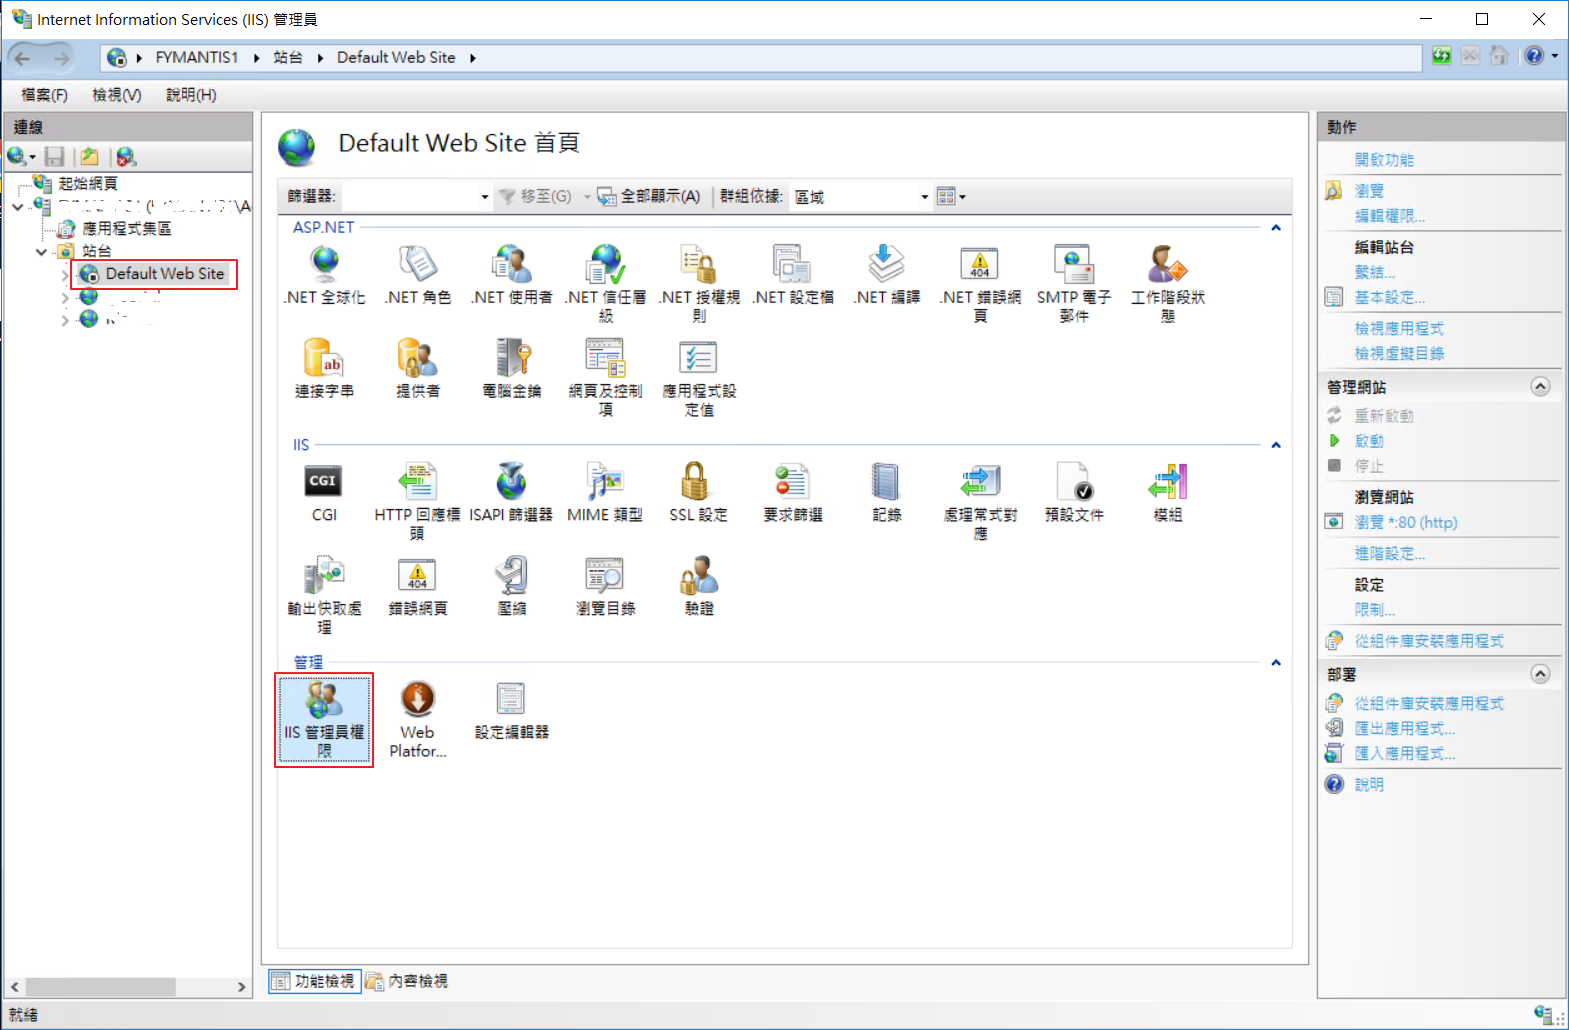 Internet Information Services (IIS) 管理員
FYMANTIS1 站台 Default Web Site
檔案(F) 檢視(V) 說明(H)
連線
起始網頁
應用程式集區
站台
Default Web Site
Default Web Site 首頁
篩選器: 移至(G) 全部顯示(A) 群組依據: 區域
ASP.NET
.NET 全球化
.NET 角色
.NET 使用者
.NET 信任層
級
.NET 授權規
則
.NET 設定檔
.NET 編譯
.NET 錯誤網
頁
SMTP 電子
郵件
工作階段狀
態
連接字串
提供者
電腦金鑰
網頁及控制
項
應用程式設
定值
IIS
CGI
CGI
HTTP 回應標
頭
ISAPI 篩選器
MIME 類型
SSL 設定
要求篩選
記錄
處理常式對
應
預設文件
模組
輸出快取處
理
錯誤網頁
壓縮
瀏覽目錄
驗證
管理
IIS 管理員權
限
Web
Platfor...
設定編輯器
功能檢視 內容檢視
動作
開啟功能
瀏覽
編輯權限...
編輯站台
繫結...
基本設定...
檢視應用程式
檢視虛擬目錄
管理網站
重新啟動
啟動
停止
瀏覽網站
瀏覽 *:80 (http)
進階設定...
設定
限制...
從組件庫安裝應用程式
部署
從組件庫安裝應用程式
匯出應用程式...
匯入應用程式...
說明
就緒